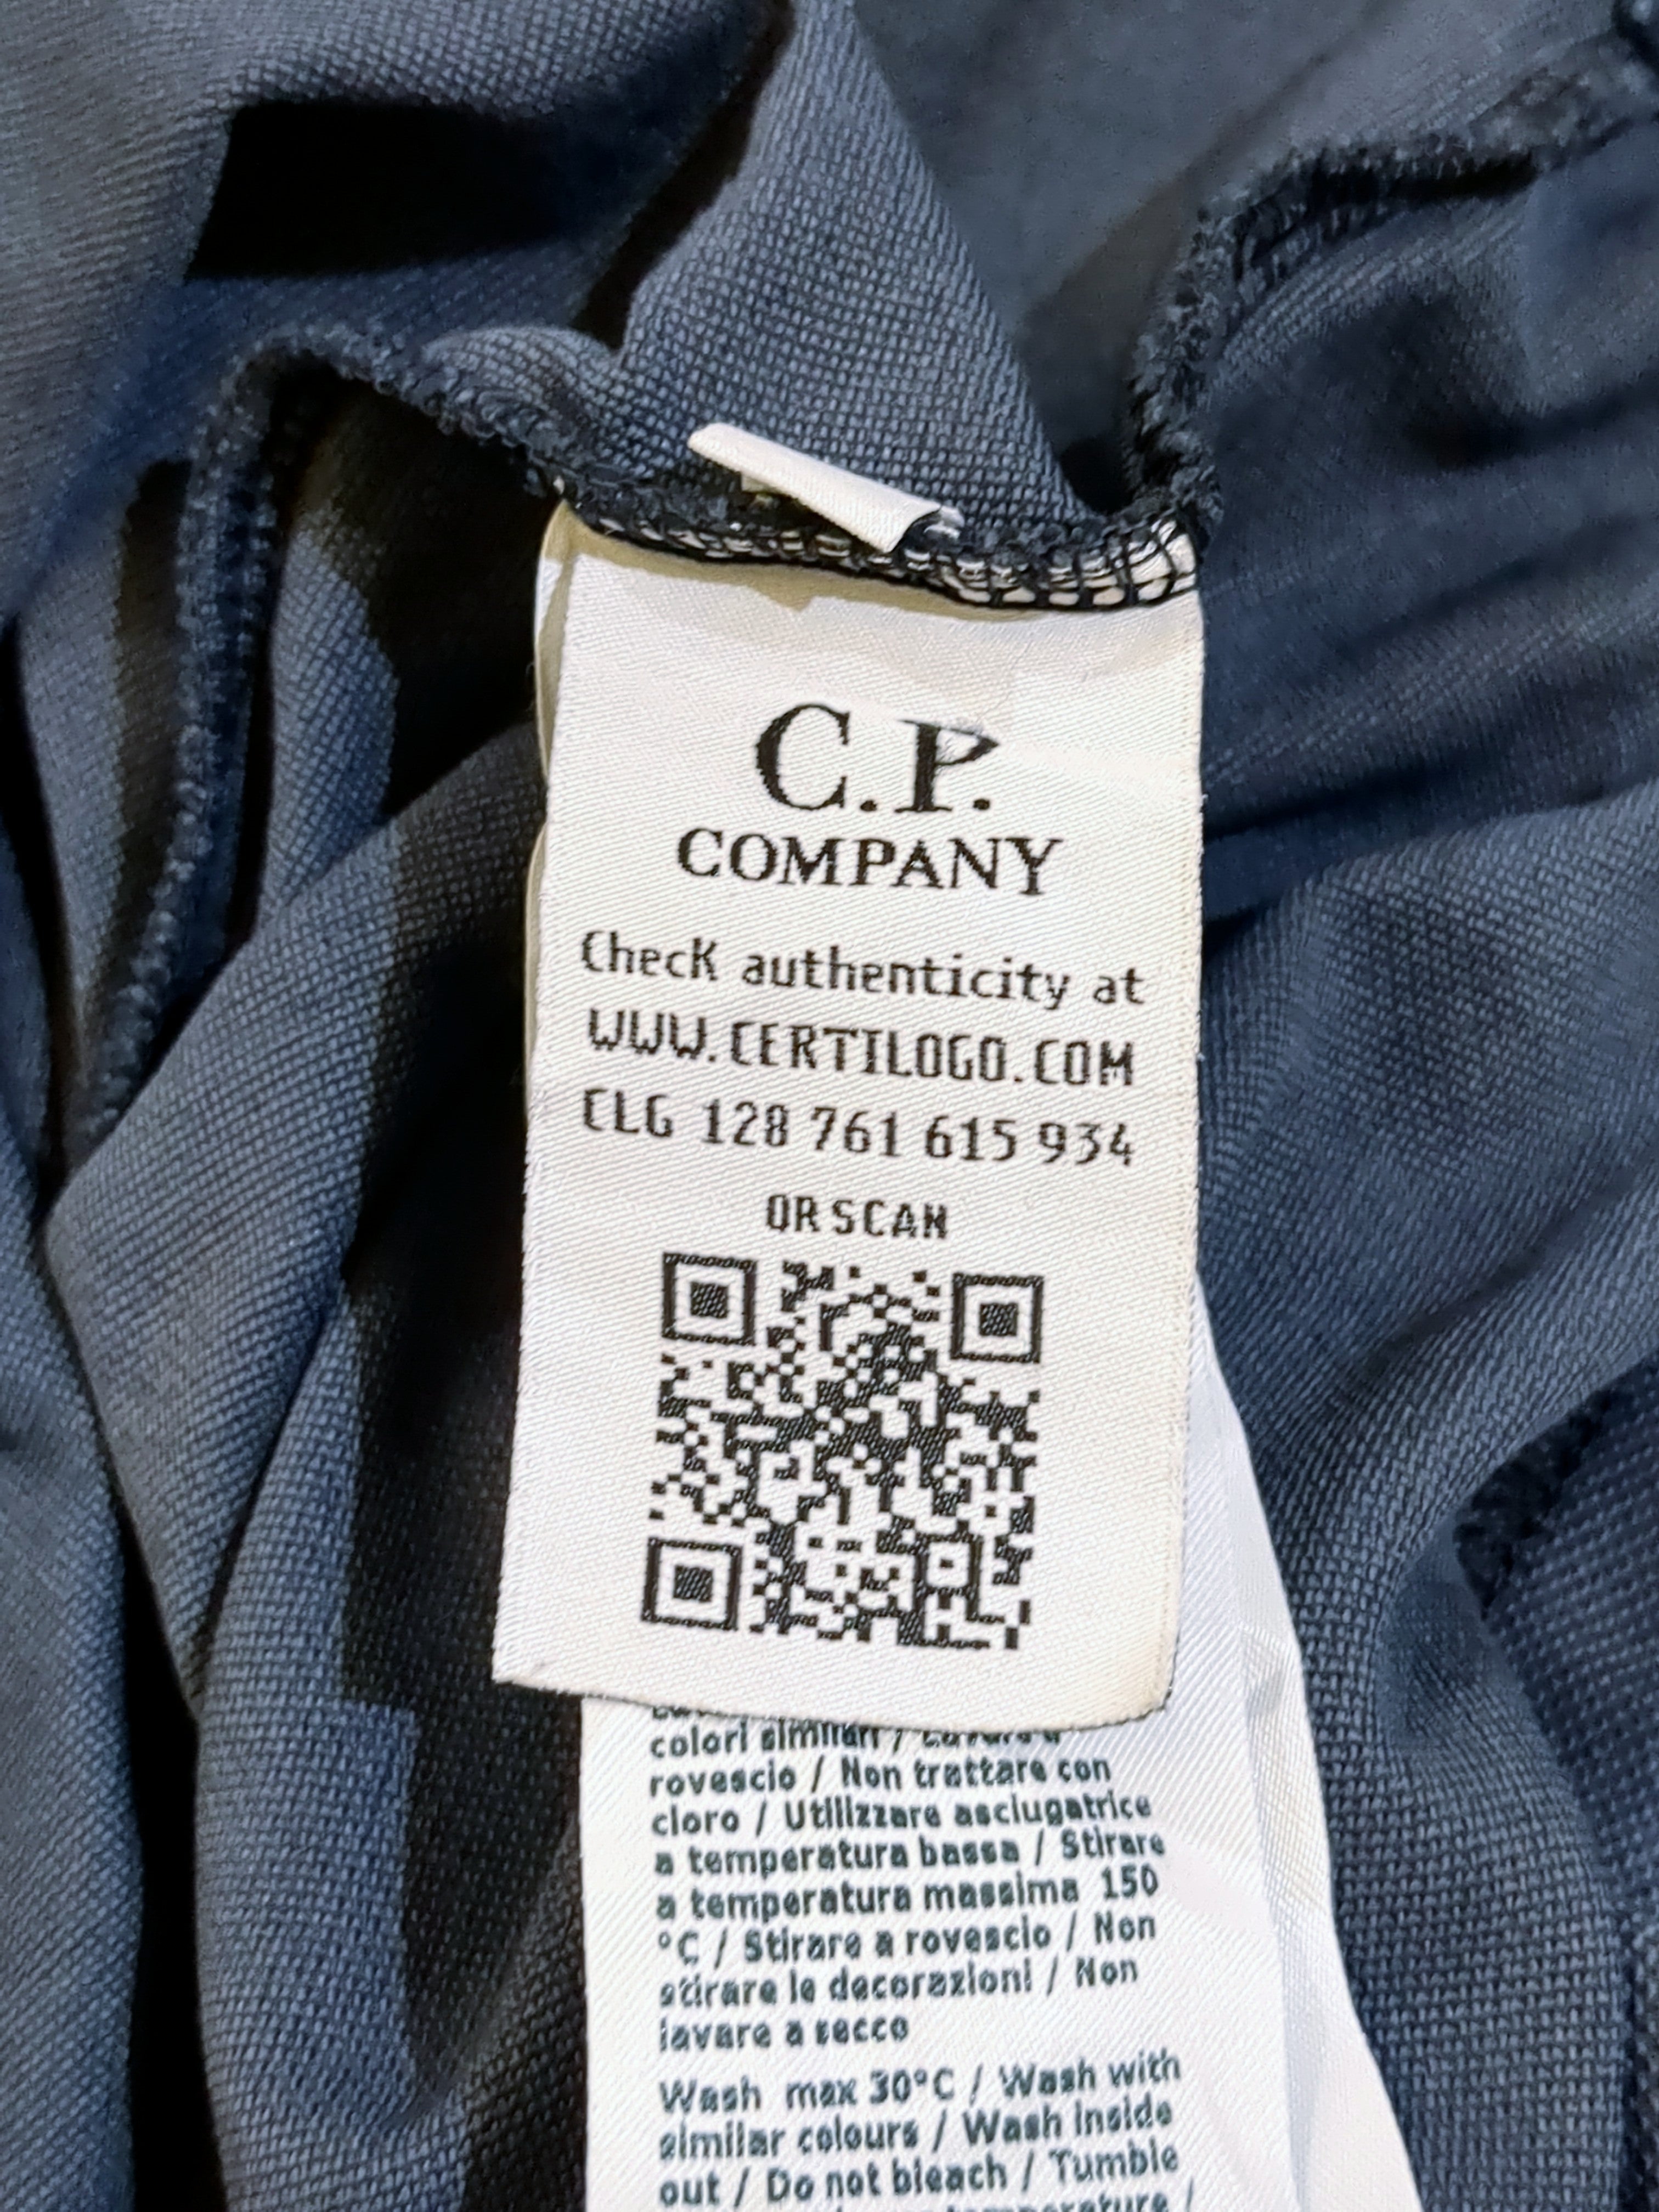 C.P.
COMPANY
ChecK authenticity at
WWW.CERTILOGO.COM
CLG 128 761 615 934
OR SCAN
colori similari / Lavare a
rovescio / Non trattare con
cloro / Utilizzare asciugatrice
a temperatura bassa / Stirare
a temperatura massima 150
°C / Stirare a rovescio / Non
stirare le decorazioni / Non
lavare a secco
Wash max 30°C / Wash with
similar colours / Wash inside
out / Do not bleach / Tumble
temperature /